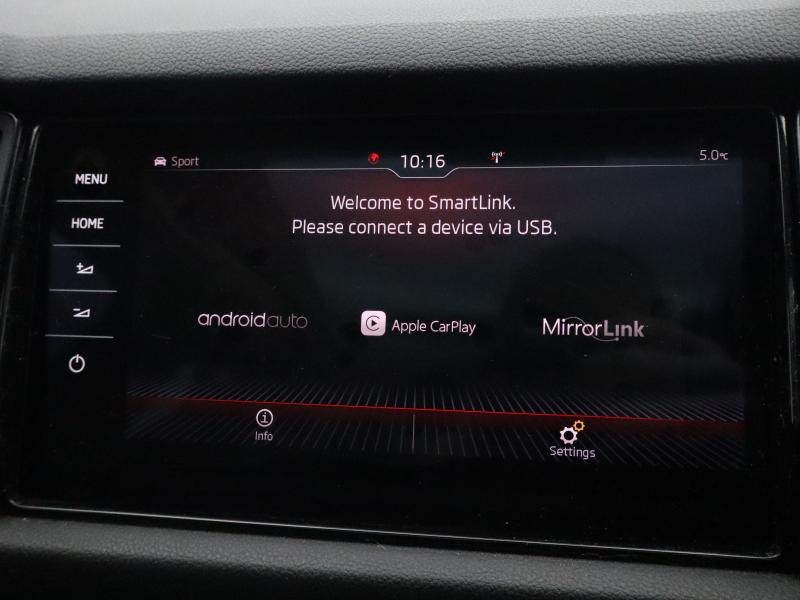 Sport 10:16 5.0°C
MENU
HOME
Welcome to SmartLink.
Please connect a device via USB.
androidauto Apple CarPlay MirrorLink
Info Settings